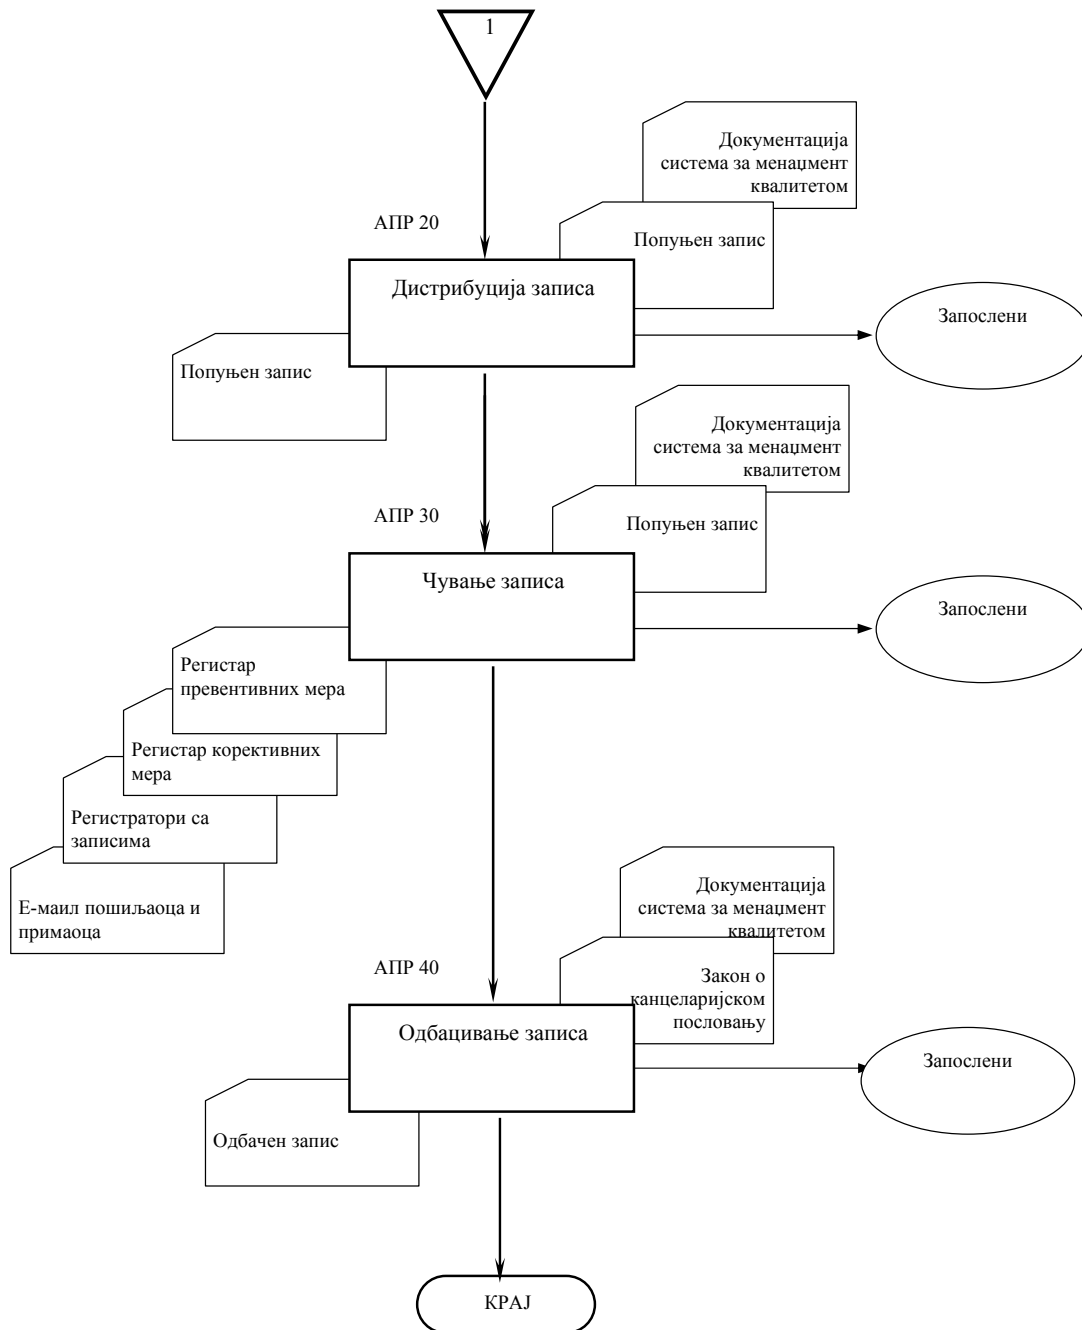 1
Документација
система за менаџмент
квалитетом
АПР 20
Попуњен запис
Дистрибуција записа
Запослени
Попуњен запис
Документација
система за менаџмент
квалитетом
АПР 30
Попуњен запис
Чување записа
Запослени
Регистар
превентивних мера
Регистар корективних
мера
Регистратори са
записима
Е-маил пошиљаоца и
примаоца
Документација
система за менаџмент
квалитетом
АПР 40
Закон о
канцеларијском
пословању
Одбацивање записа
Запослени
Одбачен запис
КРАЈ